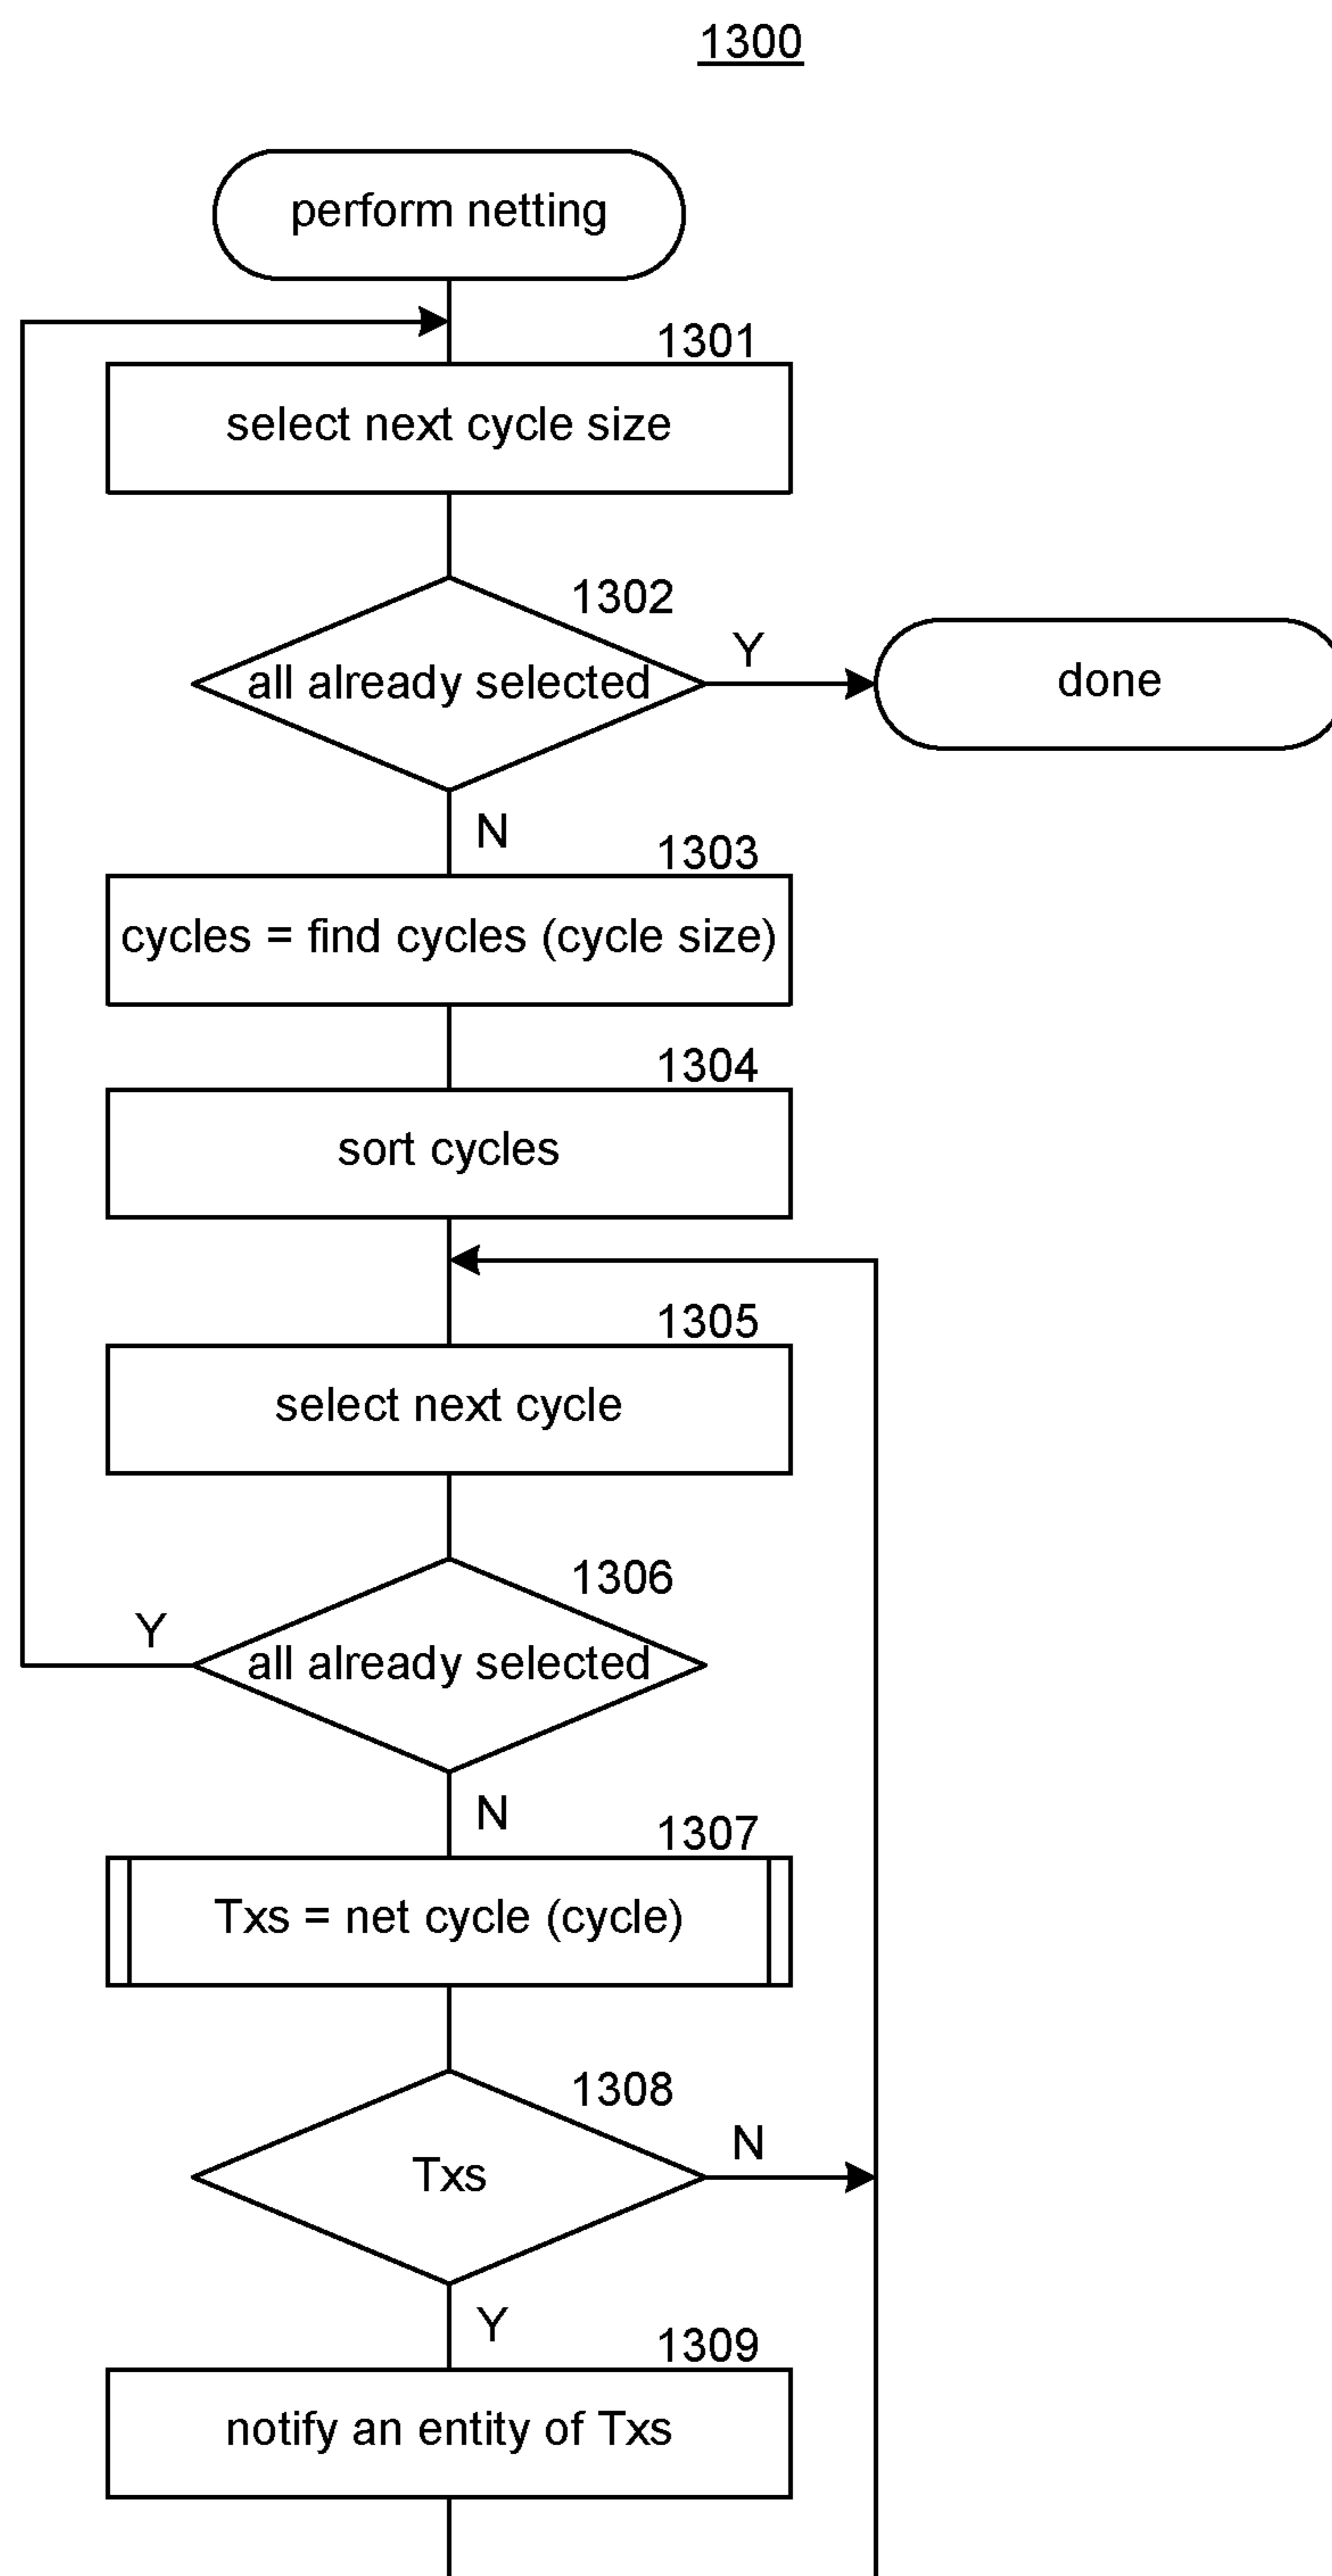 1300
perform netting
1301
select next cycle size
1302
all already selected
Y
done
N
1303
cycles = find cycles (cycle size)
1304
sort cycles
1305
select next cycle
1306
Y
all already selected
N
1307
Txs = net cycle (cycle)
1308
N
Txs
Y
1309
notify an entity of Txs